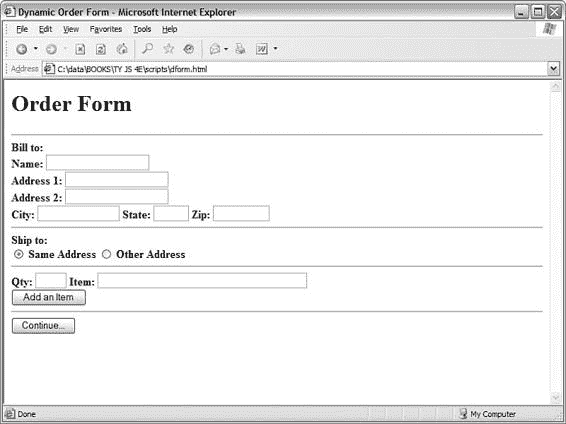 Dynamic Order Form - Microsoft Internet Explorer
File Edit View Favorites Tools Help
Address C:\data\BOOKS\TY JS 4E\scripts\dform.html
Order Form
Bill to:
Name:
Address 1:
Address 2:
City: State: Zip:
Ship to:
Same Address Other Address
Qty: Item:
Add an Item
Continue...
Done My Computer